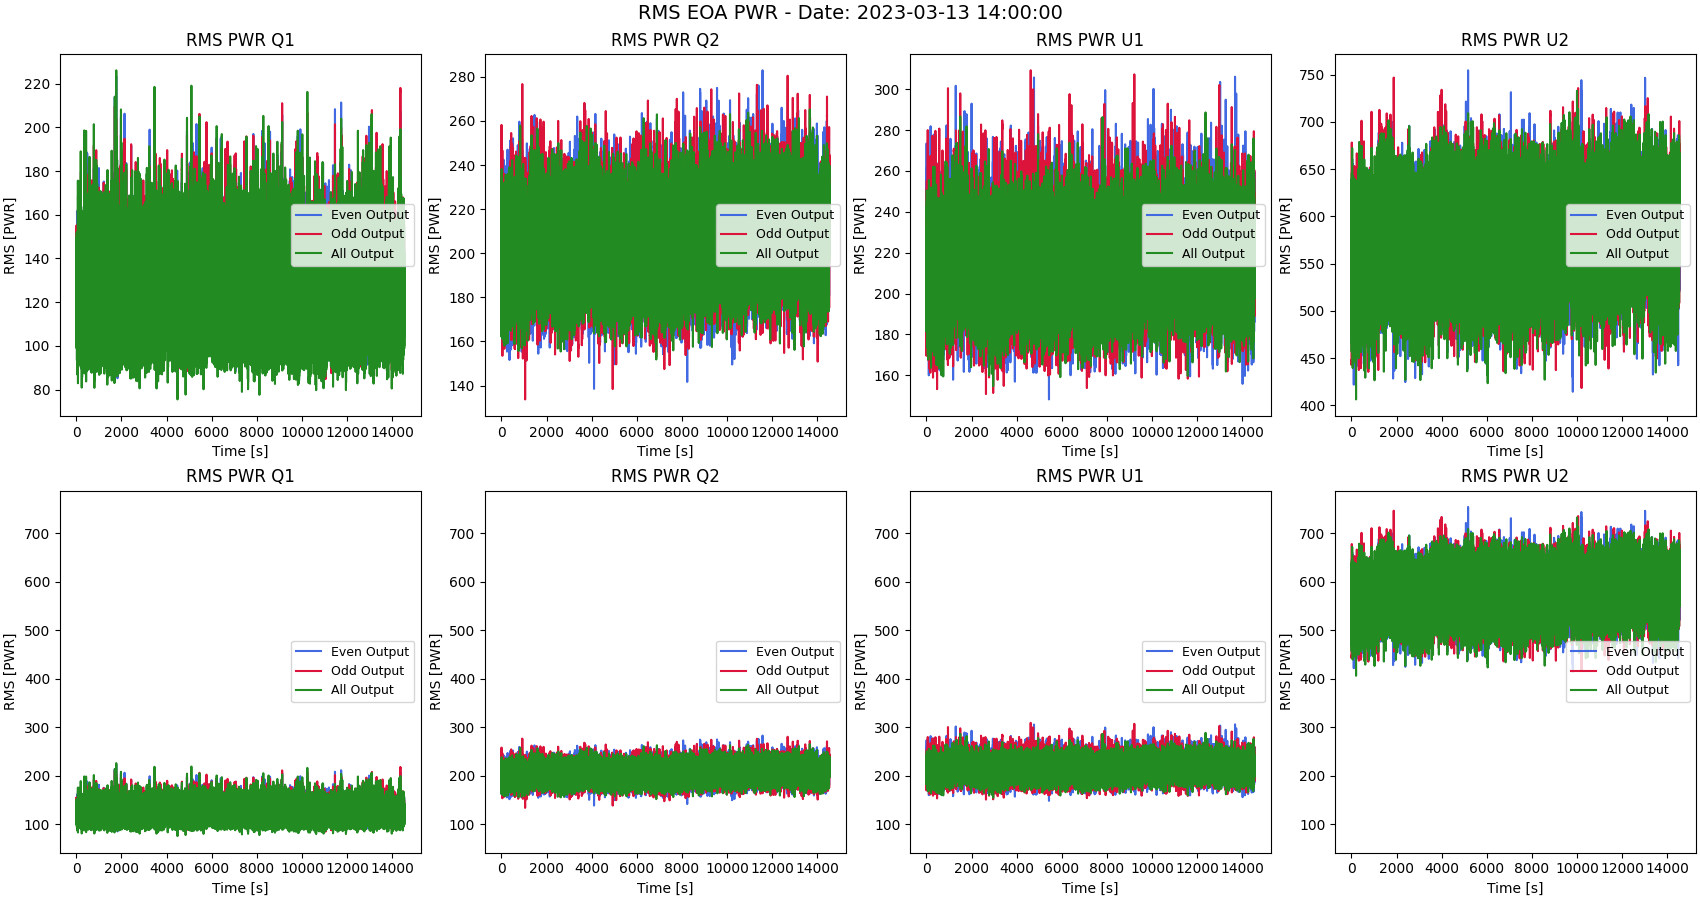 RMS EOA PWR - Date: 2023-03-13 14:00:00
RMS PWR Q1
RMS [PWR]
220
200
180
160
140
120
100
80
Even Output
Odd Output
All Output
0 2000 4000 6000 8000 10000 12000 14000
Time [s]
RMS PWR Q2
RMS [PWR]
280
260
240
220
200
180
160
140
Even Output
Odd Output
All Output
0 2000 4000 6000 8000 10000 12000 14000
Time [s]
RMS PWR U1
RMS [PWR]
300
280
260
240
220
200
180
160
Even Output
Odd Output
All Output
0 2000 4000 6000 8000 10000 12000 14000
Time [s]
RMS PWR U2
RMS [PWR]
750
700
650
600
550
500
450
400
Even Output
Odd Output
All Output
0 2000 4000 6000 8000 10000 12000 14000
Time [s]
RMS PWR Q1
RMS [PWR]
700
600
500
400
300
200
100
Even Output
Odd Output
All Output
0 2000 4000 6000 8000 10000 12000 14000
Time [s]
RMS PWR Q2
RMS [PWR]
700
600
500
400
300
200
100
Even Output
Odd Output
All Output
0 2000 4000 6000 8000 10000 12000 14000
Time [s]
RMS PWR U1
RMS [PWR]
700
600
500
400
300
200
100
Even Output
Odd Output
All Output
0 2000 4000 6000 8000 10000 12000 14000
Time [s]
RMS PWR U2
RMS [PWR]
700
600
500
400
300
200
100
Even Output
Odd Output
All Output
0 2000 4000 6000 8000 10000 12000 14000
Time [s]